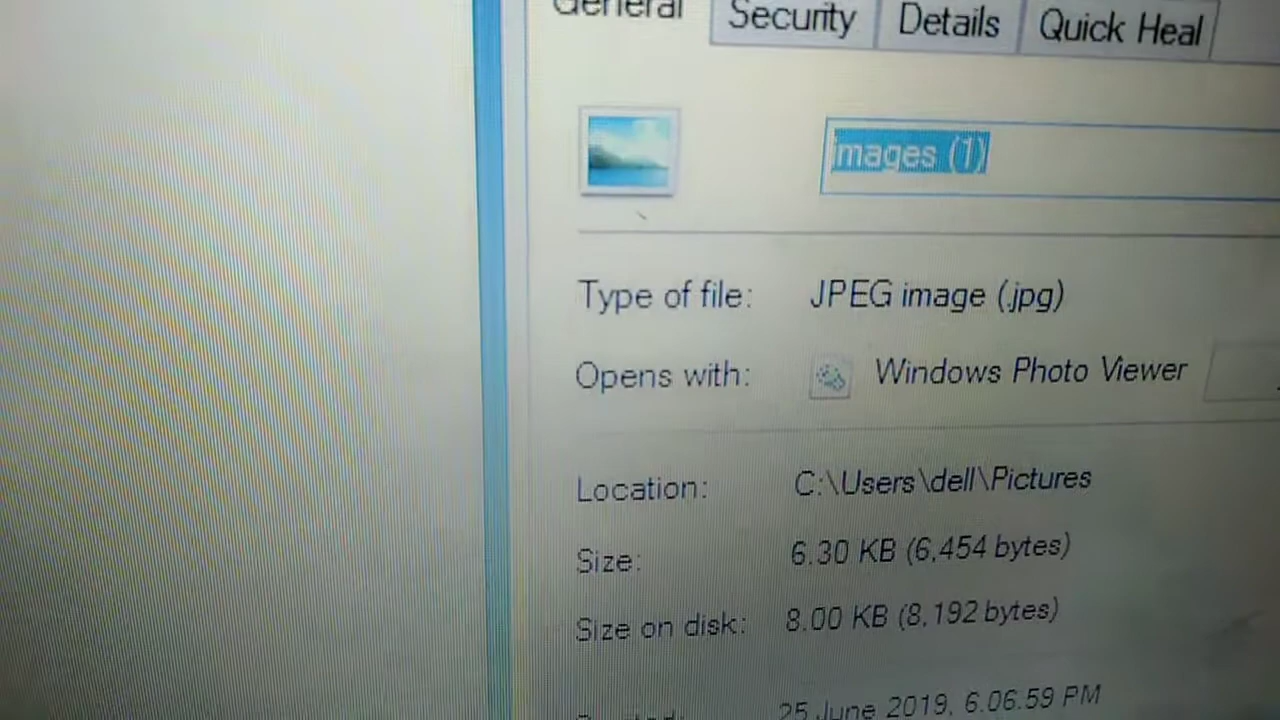 General Security Details Quick Heal
images (1)
Type of file: JPEG image (.jpg)
Opens with: Windows Photo Viewer
Location: C:\Users\dell\Pictures
Size: 6.30 KB (6,454 bytes)
Size on disk: 8.00 KB (8,192 bytes)
25 June 2019, 6:06:59 PM